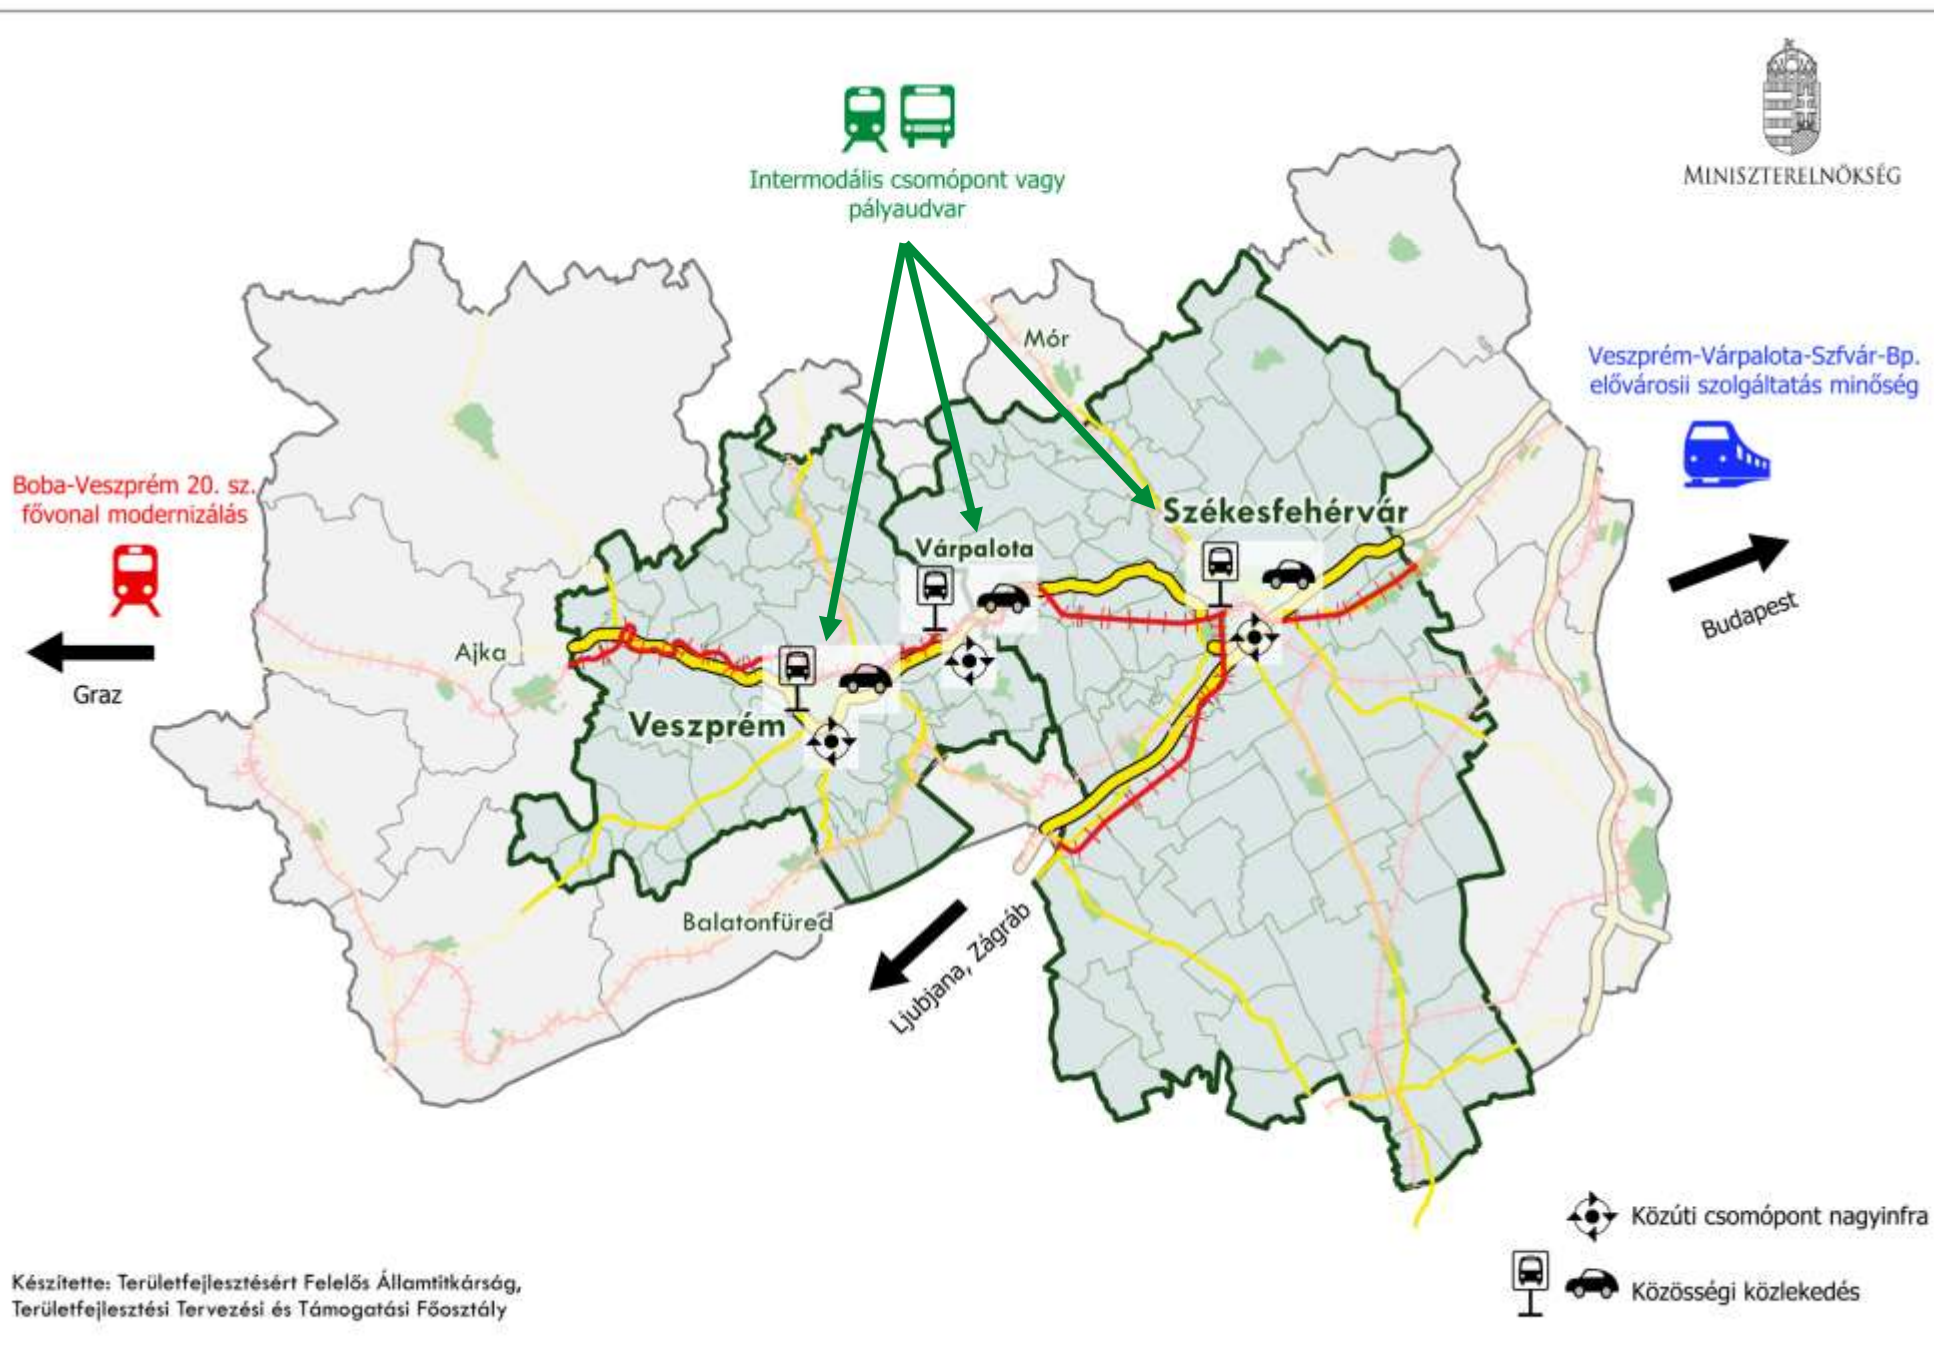 MINISZTERELNÖKSÉG
Intermodális csomópont vagy
pályaudvar
Mór
Veszprém-Várpalota-Szfvár-Bp.
elővárosii szolgáltatás minőség
Boba-Veszprém 20. sz.
fővonal modernizálás
Székesfehérvár
Várpalota
Budapest
Ajka
Graz
Veszprém
Balatonfüred
Ljubjana, Zágráb
Közúti csomópont nagyinfra
Közösségi közlekedés
Készítette: Területfejlesztésért Felelős Államtitkárság,
Területfejlesztési Tervezési és Támogatási Főosztály